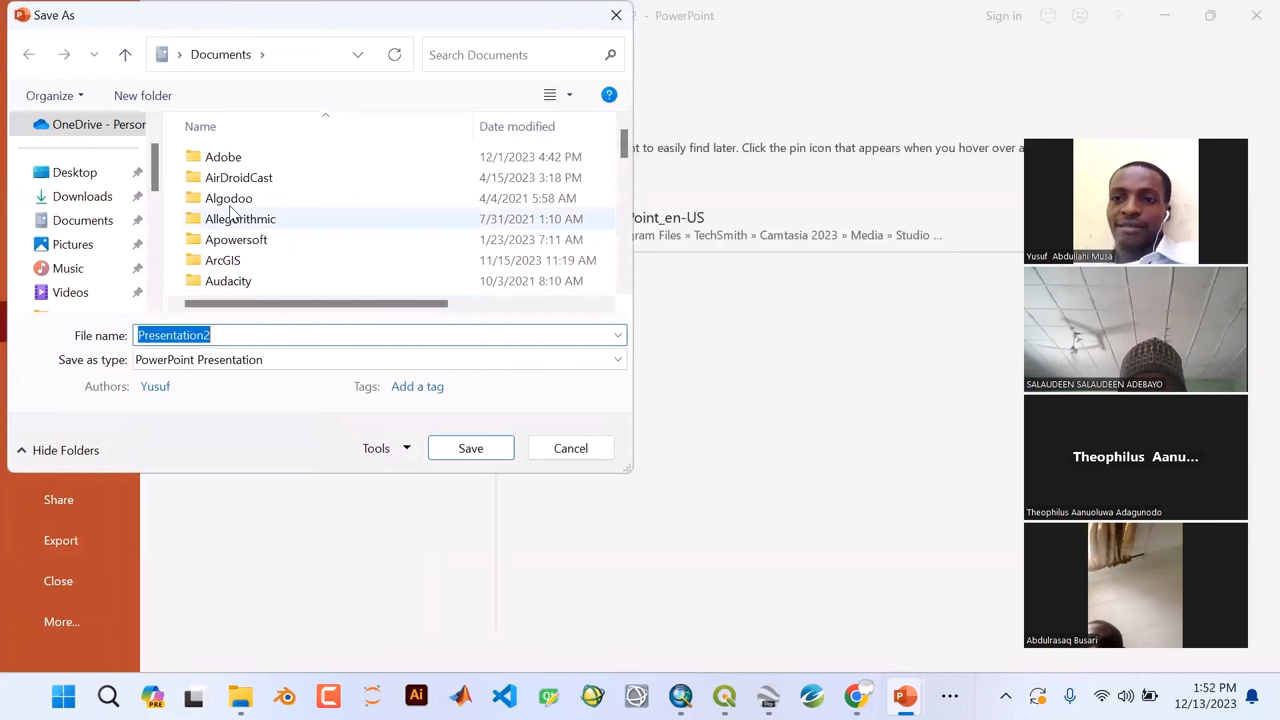 Save As
2 - PowerPoint
Sign in
Documents
Search Documents
Organize
New folder
OneDrive - Person
Name
Date modified
Desktop
Downloads
Documents
Pictures
Music
Videos
Adobe 12/1/2023 4:42 PM
AirDroidCast 4/15/2023 3:18 PM
Algodoo 4/4/2021 5:58 AM
Allegorithmic 7/31/2021 1:10 AM
Apowersoft 1/23/2023 7:11 AM
ArcGIS 11/15/2023 11:19 AM
Audacity 10/3/2021 8:10 AM
nt to easily find later. Click the pin icon that appears when you hover over a
Point_en-US
gram Files » TechSmith » Camtasia 2023 » Media » Studio ...
File name: Presentation2
Save as type: PowerPoint Presentation
Authors: Yusuf
Tags: Add a tag
Hide Folders
Tools
Save
Cancel
Share
Export
Close
More...
Yusuf Abdullahi Musa
SALAUDEEN SALAUDEEN ADEBAYO
Theophilus Aanu...
Theophilus Aanuoluwa Adagunodo
Abdulrasaq Busari
PRE
Ai
1:52 PM
12/13/2023